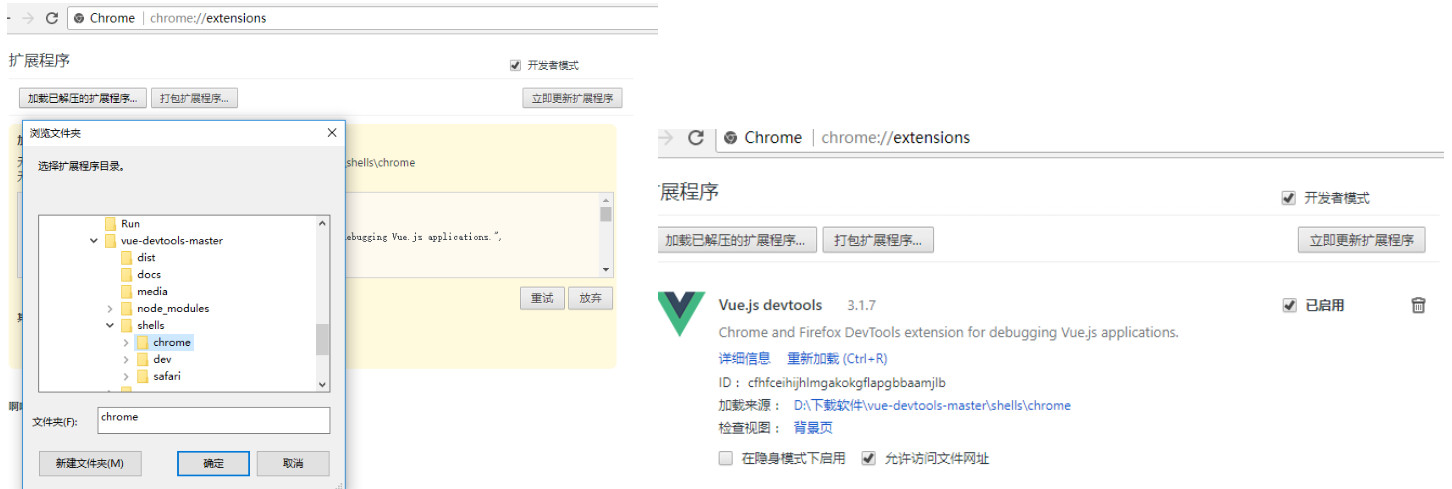 Chrome | chrome://extensions
扩展程序
开发者模式
加载已解压的扩展程序... 打包扩展程序... 立即更新扩展程序
浏览文件夹
选择扩展程序目录。
shells\chrome
Run
vue-devtools-master
ebugging Vue.js applications.",
dist
docs
media
node_modules
重试 放弃
shells
chrome
dev
safari
文件夹(F): chrome
新建文件夹(M) 确定 取消
Chrome | chrome://extensions
扩展程序
开发者模式
加载已解压的扩展程序... 打包扩展程序... 立即更新扩展程序
Vue.js devtools 3.1.7 已启用
Chrome and Firefox DevTools extension for debugging Vue.js applications.
详细信息 重新加载 (Ctrl+R)
ID： cfhfceihijhlmgakokgflapgbbaamjlb
加载来源： D:\下载软件\vue-devtools-master\shells\chrome
检查视图： 背景页
在隐身模式下启用 允许访问文件网址